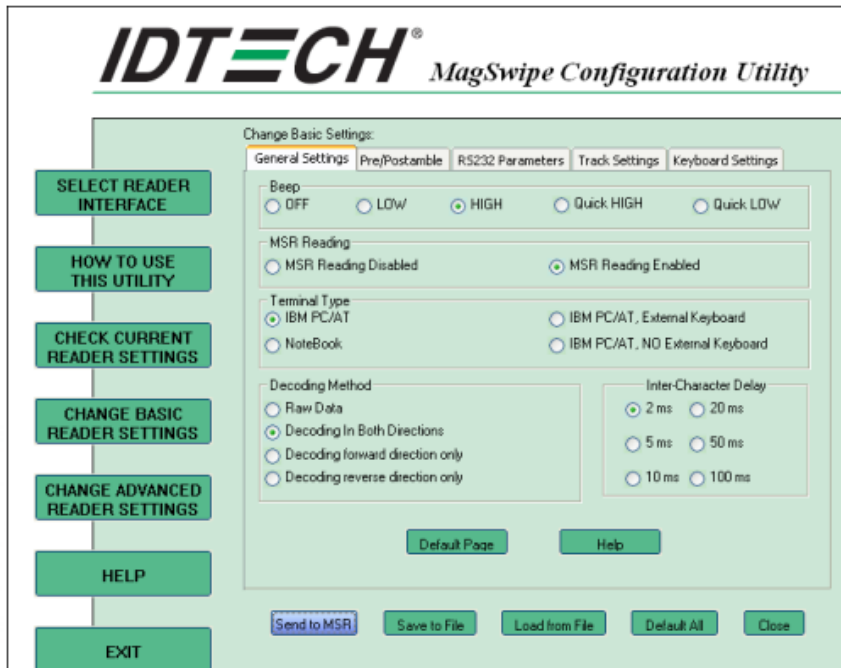 IDTECH®
MagSwipe Configuration Utility
SELECT READER
INTERFACE
HOW TO USE
THIS UTILITY
CHECK CURRENT
READER SETTINGS
CHANGE BASIC
READER SETTINGS
CHANGE ADVANCED
READER SETTINGS
HELP
EXIT
Change Basic Settings:
General Settings Pre/Postamble RS232 Parameters Track Settings Keyboard Settings
Beep
OFF LOW HIGH Quick HIGH Quick LOW
MSR Reading
MSR Reading Disabled MSR Reading Enabled
Terminal Type
IBM PC/AT IBM PC/AT, External Keyboard
NoteBook IBM PC/AT, NO External Keyboard
Decoding Method
Raw Data
Decoding In Both Directions
Decoding forward direction only
Decoding reverse direction only
Inter-Character Delay
2 ms 20 ms
5 ms 50 ms
10 ms 100 ms
Default Page Help
Send to MSR Save to File Load from File Default All Close